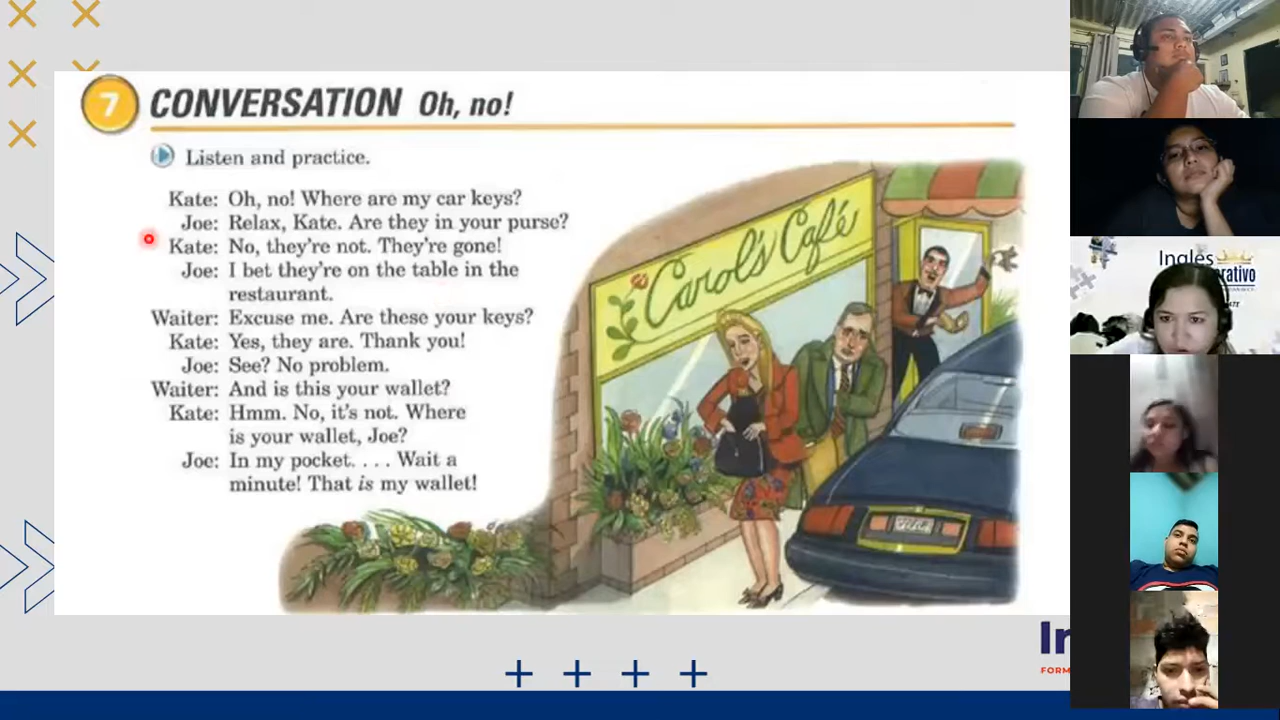 7 CONVERSATION Oh, no!
Listen and practice.
Kate: Oh, no! Where are my car keys?
Joe: Relax, Kate. Are they in your purse?
Kate: No, they're not. They're gone!
Joe: I bet they're on the table in the
restaurant.
Waiter: Excuse me. Are these your keys?
Kate: Yes, they are. Thank you!
Joe: See? No problem.
Waiter: And is this your wallet?
Kate: Hmm. No, it's not. Where
is your wallet, Joe?
Joe: In my pocket. . . . Wait a
minute! That is my wallet!
Carol's Café
Inglés
rativo
In
FORM